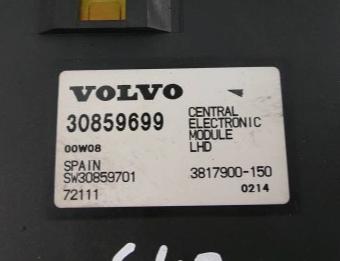 VOLVO
30859699
00W08
SPAIN
SW30859701
72111
CENTRAL
ELECTRONIC
MODULE
LHD
3817900-150
0214